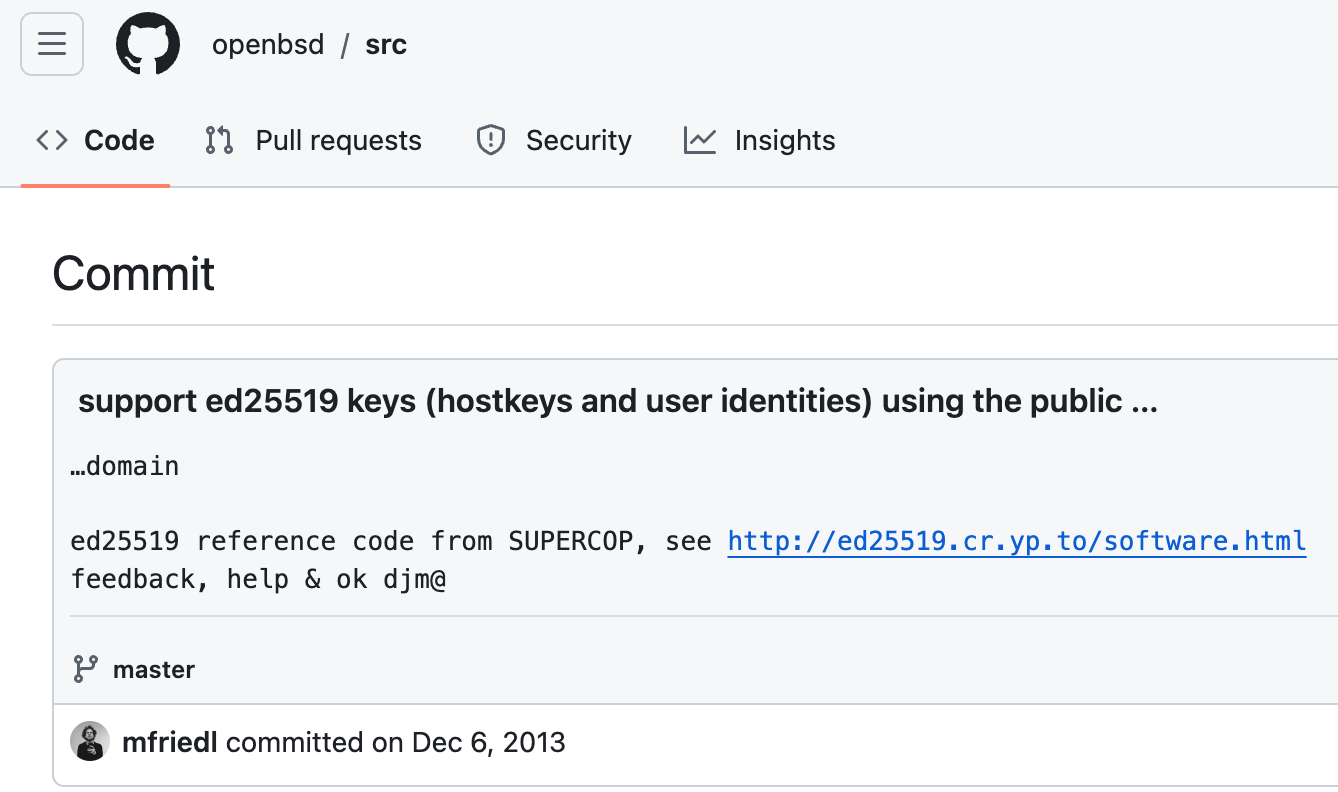 openbsd / src
Code Pull requests Security Insights
Commit
support ed25519 keys (hostkeys and user identities) using the public ...
…domain
ed25519 reference code from SUPERCOP, see http://ed25519.cr.yp.to/software.html
feedback, help & ok djm@
master
mfriedl committed on Dec 6, 2013